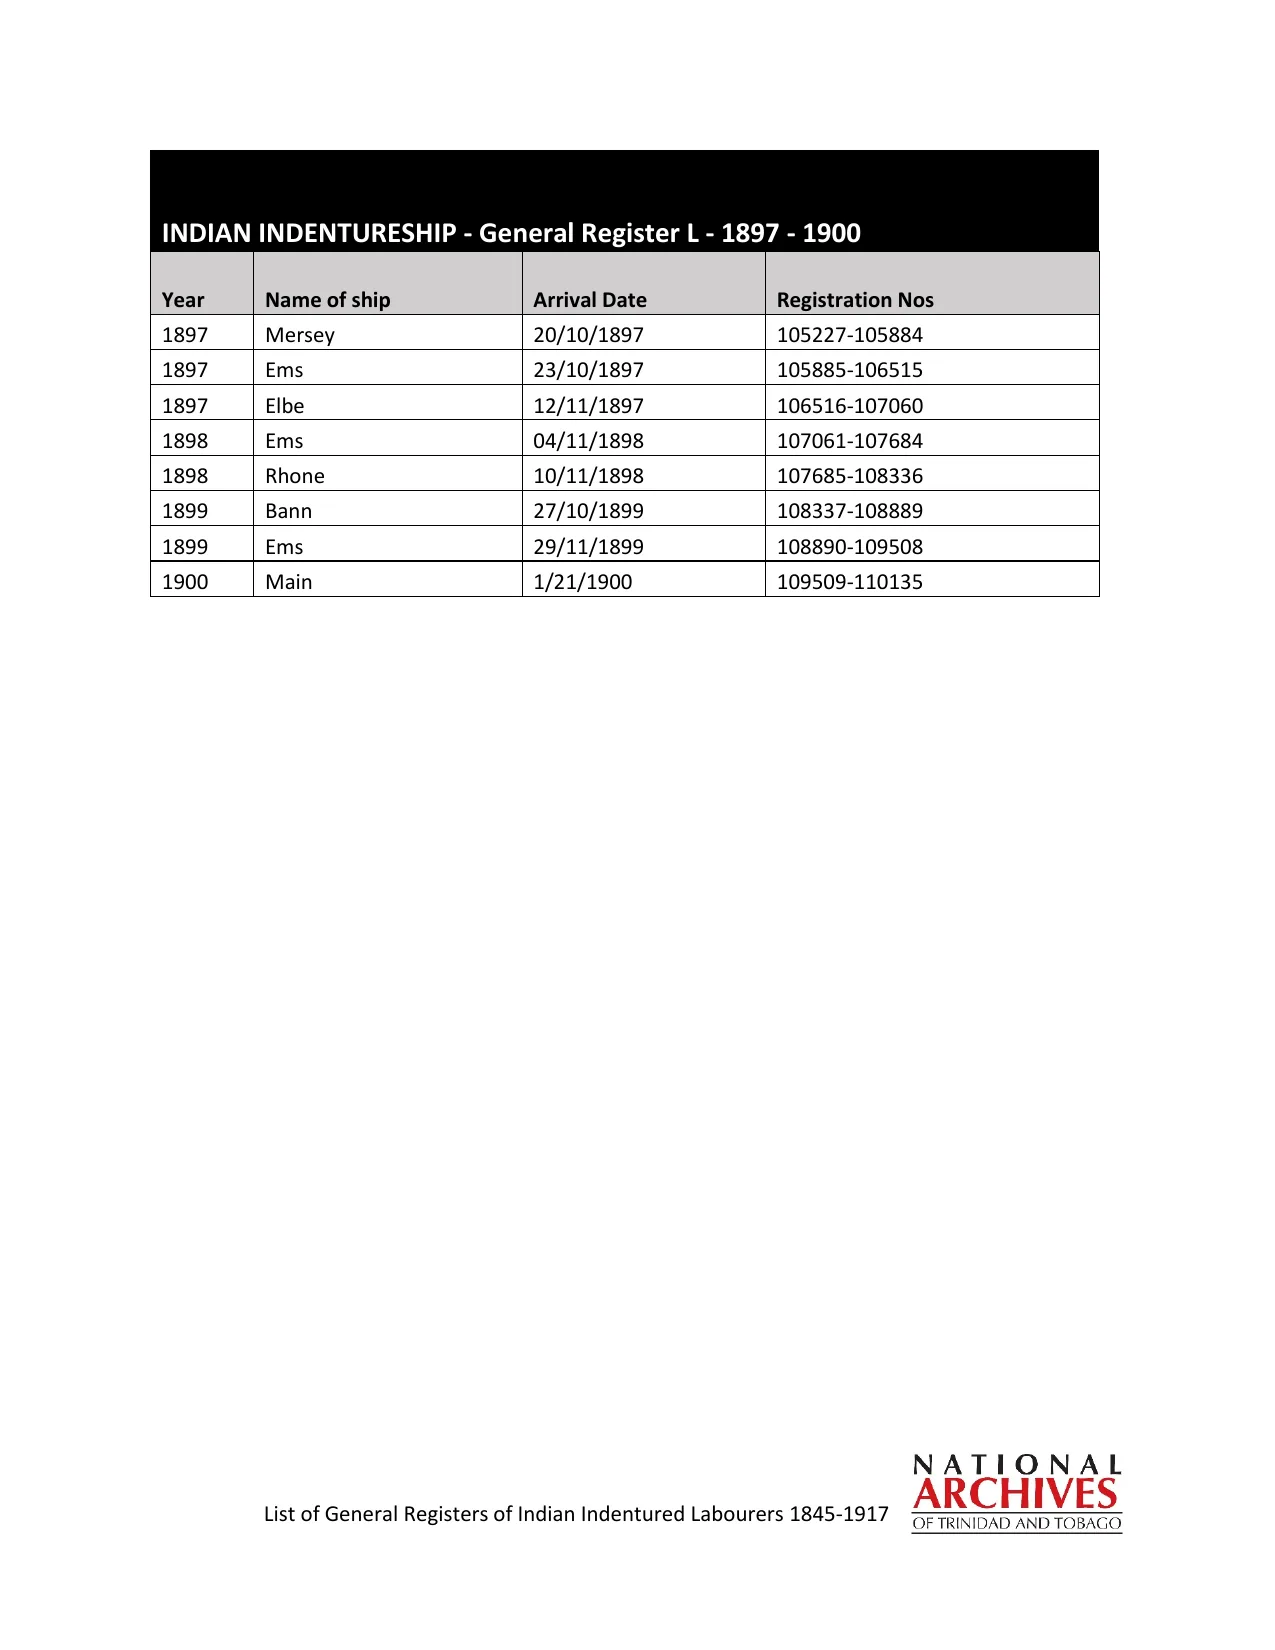 INDIAN INDENTURESHIP - General Register L - 1897 - 1900
Year Name of ship Arrival Date Registration Nos
1897 Mersey 20/10/1897 105227-105884
1897 Ems 23/10/1897 105885-106515
1897 Elbe 12/11/1897 106516-107060
1898 Ems 04/11/1898 107061-107684
1898 Rhone 10/11/1898 107685-108336
1899 Bann 27/10/1899 108337-108889
1899 Ems 29/11/1899 108890-109508
1900 Main 1/21/1900 109509-110135
List of General Registers of Indian Indentured Labourers 1845-1917
NATIONAL
ARCHIVES
OF TRINIDAD AND TOBAGO